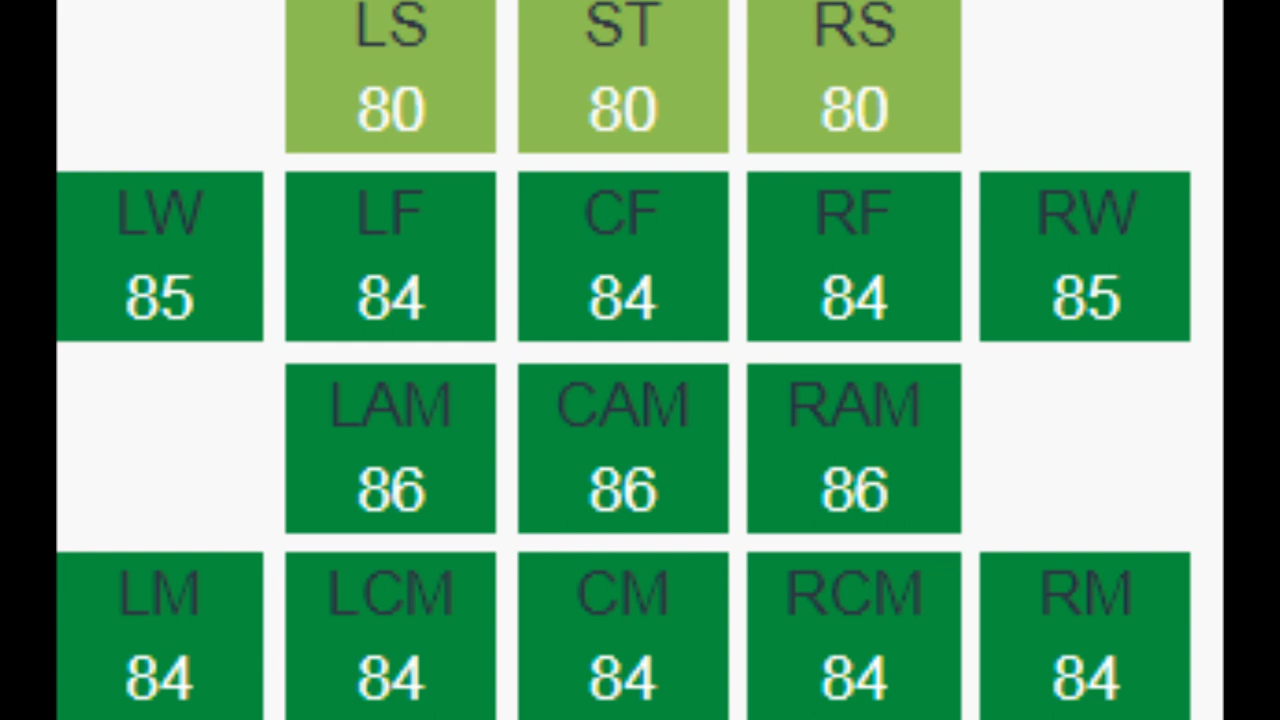 LS ST RS
80 80 80
LW LF CF RF RW
85 84 84 84 85
LAM CAM RAM
86 86 86
LM LCM CM RCM RM
84 84 84 84 84